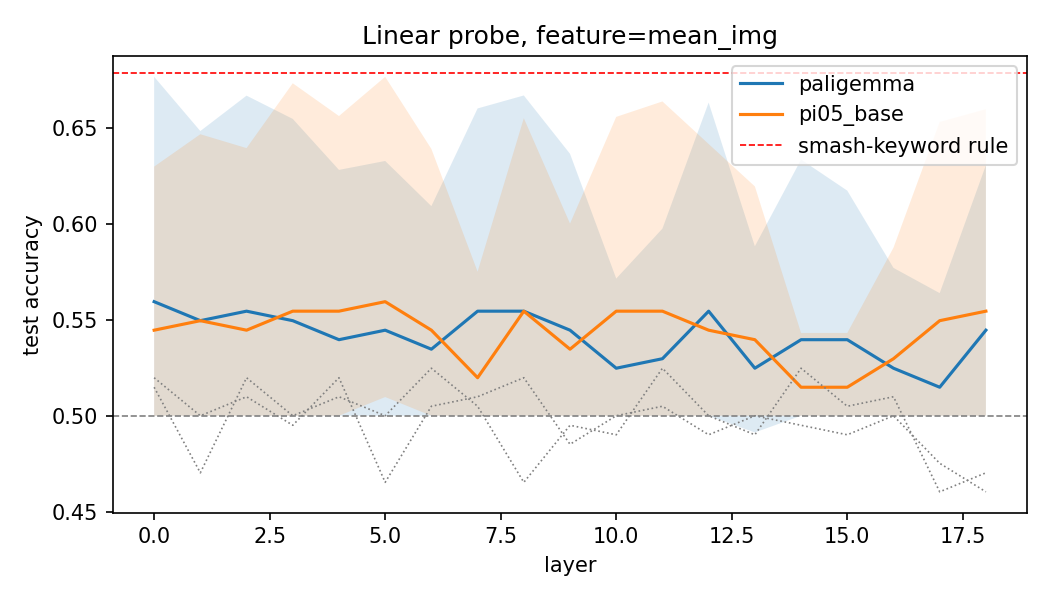 Linear probe, feature=mean_img
paligemma
pi05_base
smash-keyword rule
test accuracy
0.65
0.60
0.55
0.50
0.45
0.0 2.5 5.0 7.5 10.0 12.5 15.0 17.5
layer